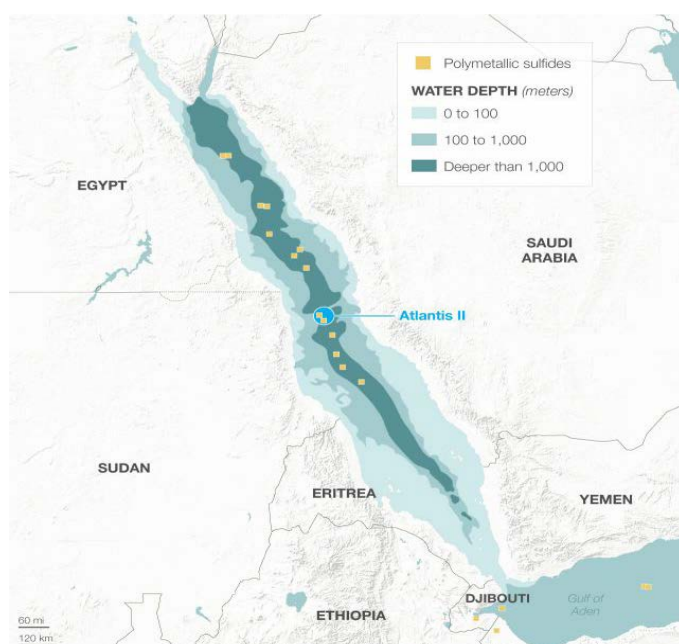 Polymetallic sulfides
WATER DEPTH (meters)
0 to 100
100 to 1,000
Deeper than 1,000
EGYPT
SAUDI
ARABIA
Atlantis II
SUDAN
ERITREA
YEMEN
DJIBOUTI
Gulf of
Aden
ETHIOPIA
60 mi
120 km